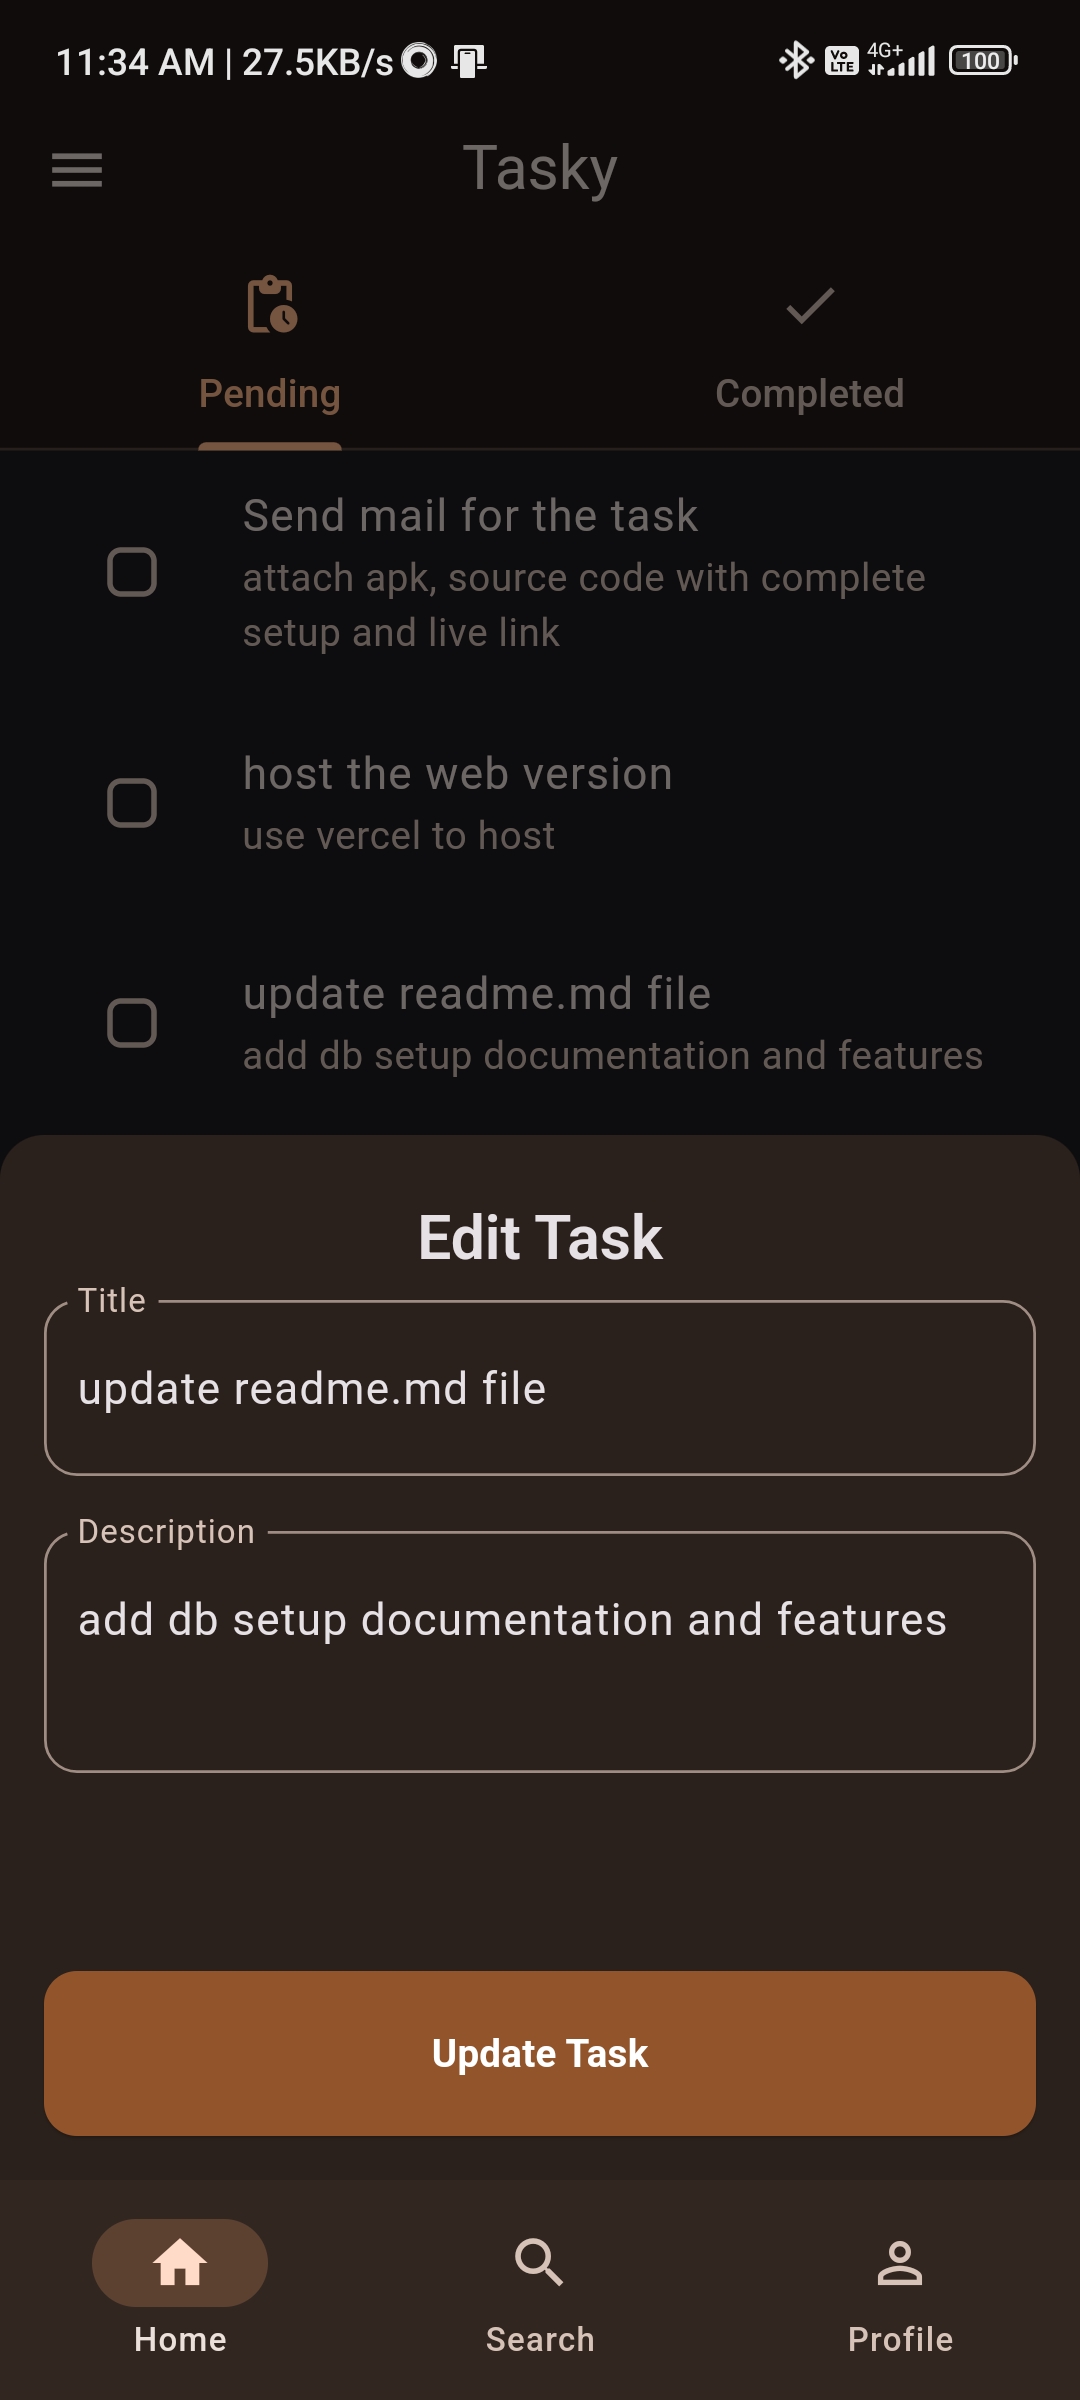 11:34 AM | 27.5KB/s
Vo LTE 4G+ 100
Tasky
Pending
Completed
Send mail for the task
attach apk, source code with complete
setup and live link
host the web version
use vercel to host
update readme.md file
add db setup documentation and features
Edit Task
Title
update readme.md file
Description
add db setup documentation and features
Update Task
Home
Search
Profile